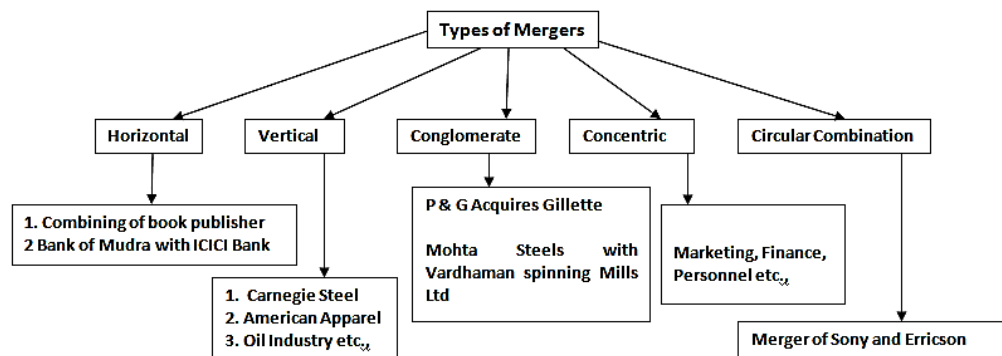 Types of Mergers
Horizontal
Vertical
Conglomerate
Concentric
Circular Combination
1. Combining of book publisher
2 Bank of Mudra with ICICI Bank
1. Carnegie Steel
2. American Apparel
3. Oil Industry etc.,
P & G Acquires Gillette
Mohta Steels with
Vardhaman spinning Mills
Ltd
Marketing, Finance,
Personnel etc.,
Merger of Sony and Erricson